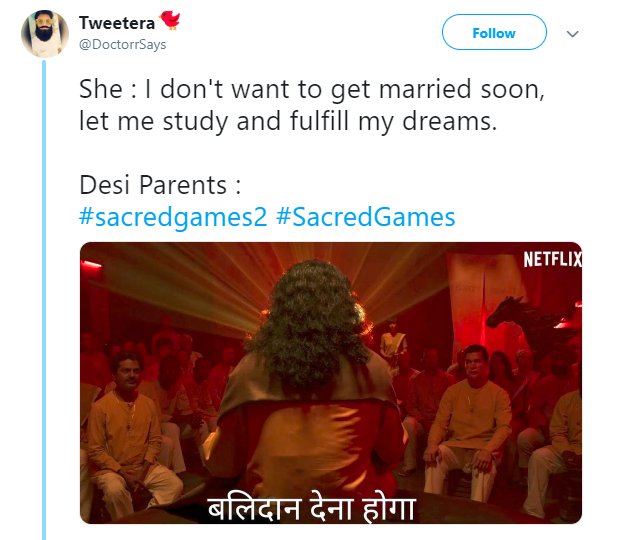 Tweetera
@DoctorrSays
Follow
She : I don't want to get married soon,
let me study and fulfill my dreams.
Desi Parents :
#sacredgames2 #SacredGames
NETFLIX
बलिदान देना होगा